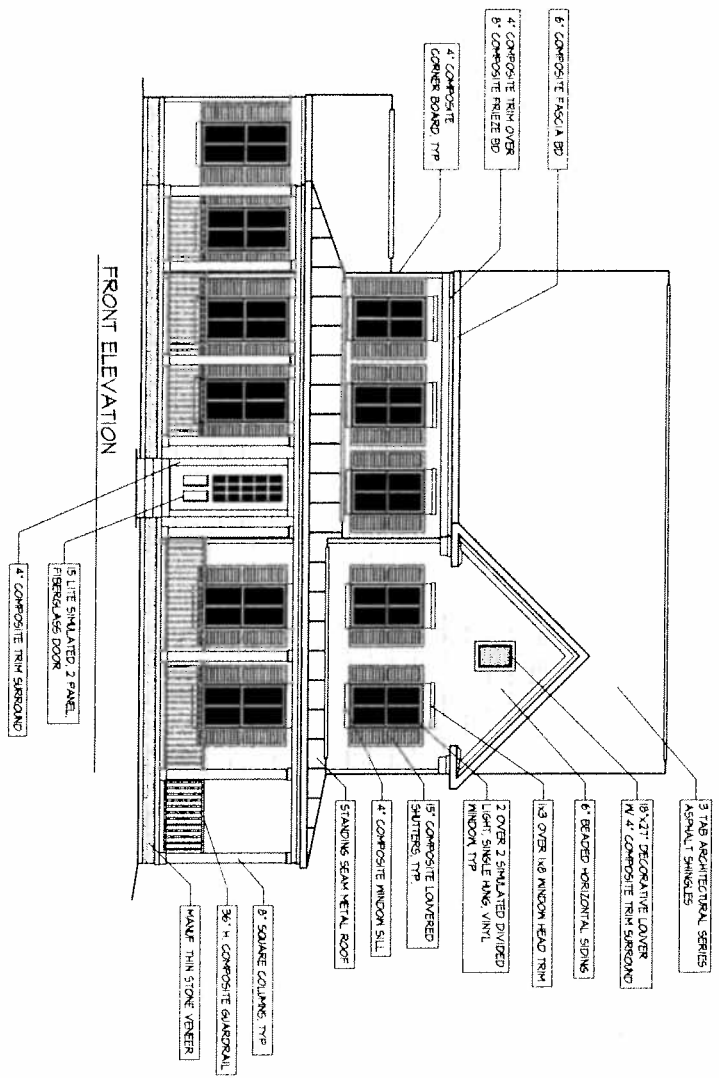 6" COMPOSITE FASCIA BD
4" COMPOSITE TRIM OVER
8" COMPOSITE FRIEZE BD
4" COMPOSITE
CORNER BOARD, TYP
3 TAB ARCHITECTURAL SERIES
ASPHALT SHINGLES
18"x27" DECORATIVE LOUVER
W/ 4" COMPOSITE TRIM SURROUND
6" BEADED HORIZONTAL SIDING
1x3 OVER 1x8 WINDOW HEAD TRIM
2 OVER 2 SIMULATED DIVIDED
LIGHT, SINGLE HUNG, VINYL
WINDOW, TYP
15" COMPOSITE LOUVERED
SHUTTERS, TYP
4" COMPOSITE WINDOW SILL
STANDING SEAM METAL ROOF
8" SQUARE COLUMNS, TYP
36" H. COMPOSITE GUARDRAIL
MANUF THIN STONE VENEER
FRONT ELEVATION
15 LITE SIMULATED, 2 PANEL,
FIBERGLASS DOOR
4" COMPOSITE TRIM SURROUND